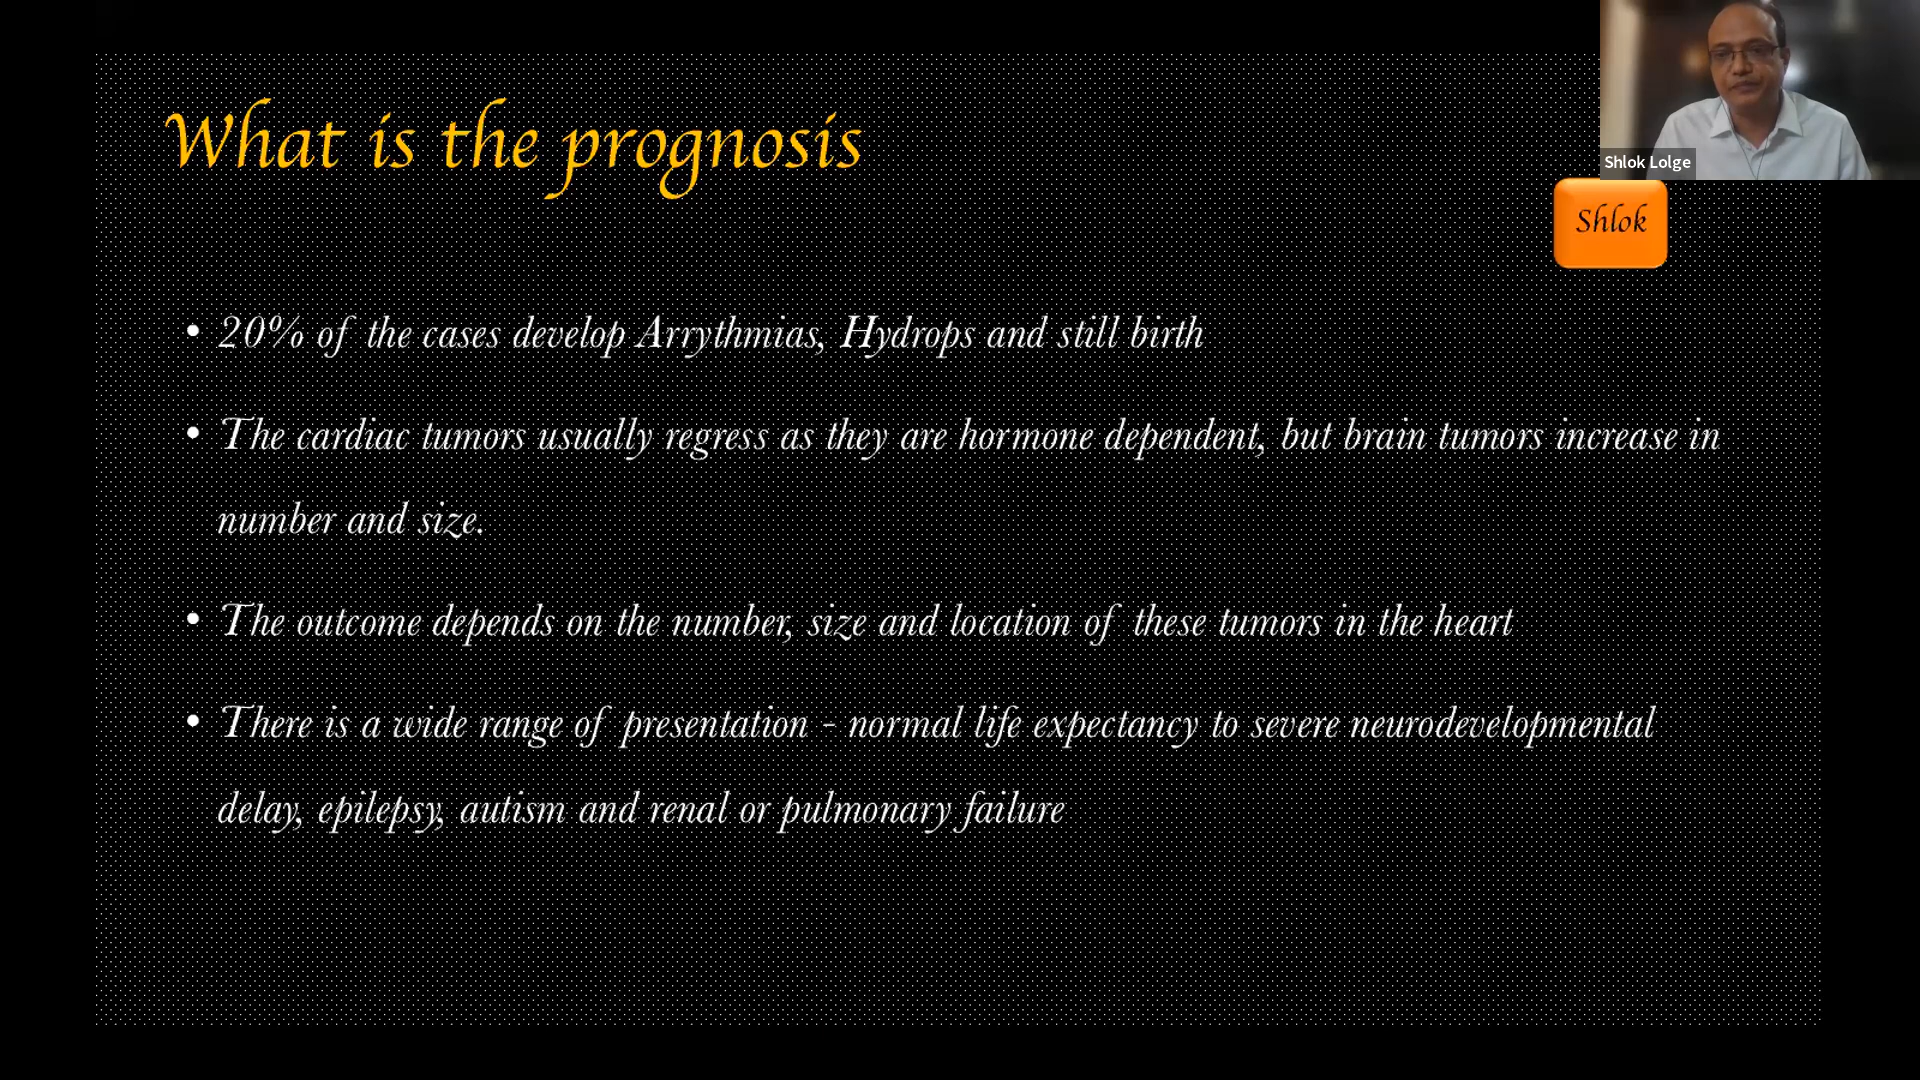 What is the prognosis
Shlok Lolge
Shlok
• 20% of the cases develop Arrythmias, Hydrops and still birth
• The cardiac tumors usually regress as they are hormone dependent, but brain tumors increase in
number and size.
• The outcome depends on the number, size and location of these tumors in the heart
• There is a wide range of presentation - normal life expectancy to severe neurodevelopmental
delay, epilepsy, autism and renal or pulmonary failure